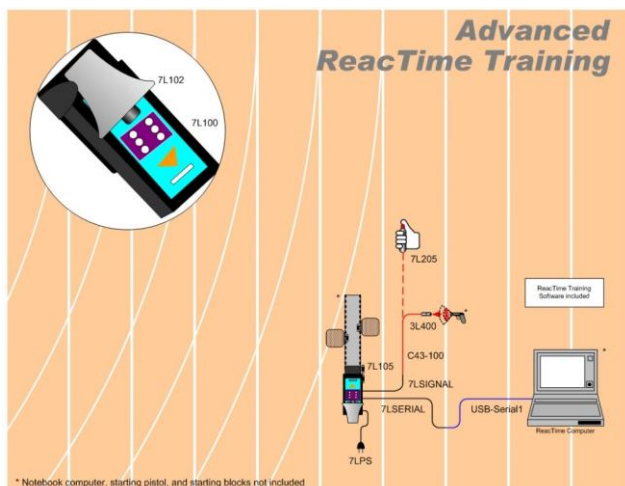 Advanced
ReacTime Training
7L102
7L100
7L205
ReacTime Training
Software included
*
3L400
*
C43-100
*
7L105
7LSIGNAL
7LSERIAL
USB-Serial1
ReacTime Computer
7LPS
* Notebook computer, starting pistol, and starting blocks not included